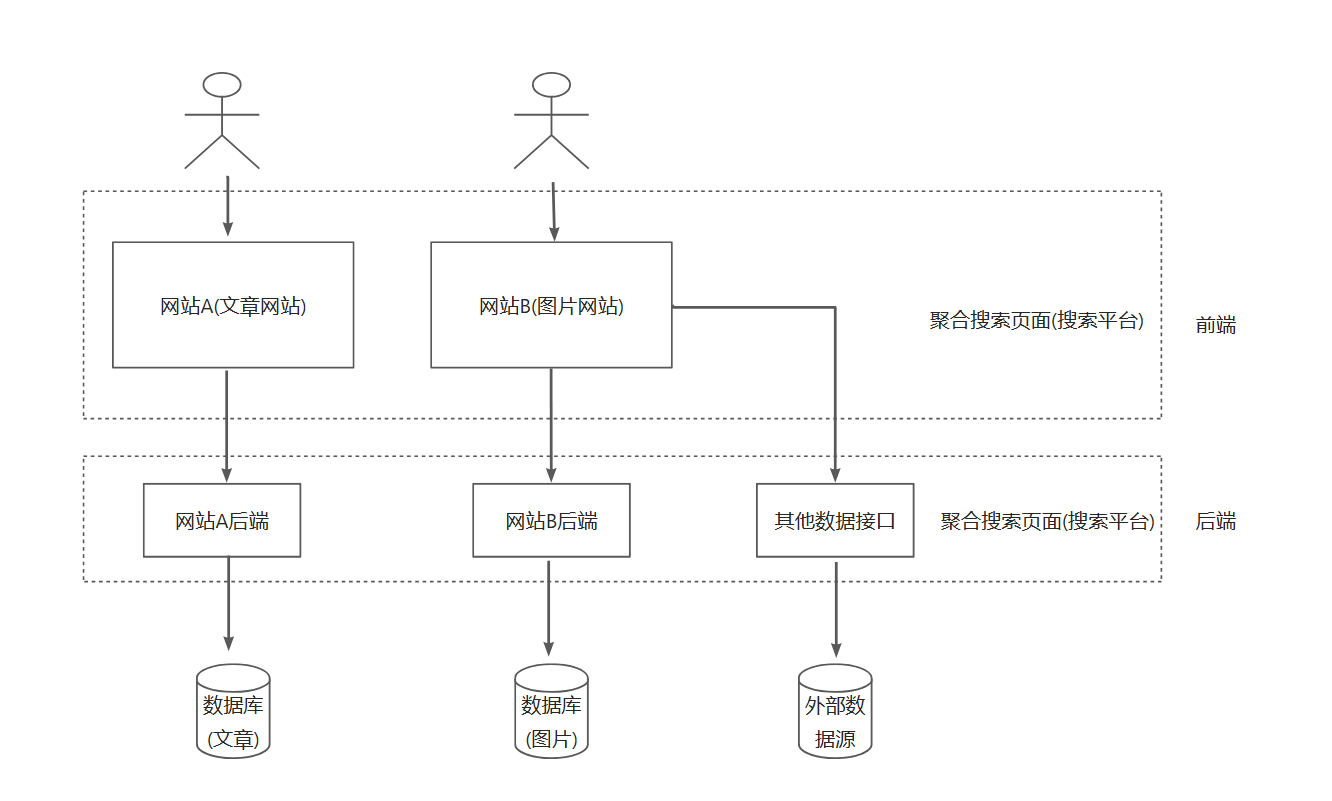 网站A(文章网站)
网站B(图片网站)
聚合搜索页面(搜索平台)
前端
网站A后端
网站B后端
其他数据接口
聚合搜索页面(搜索平台)
后端
数据库
(文章)
数据库
(图片)
外部数
据源